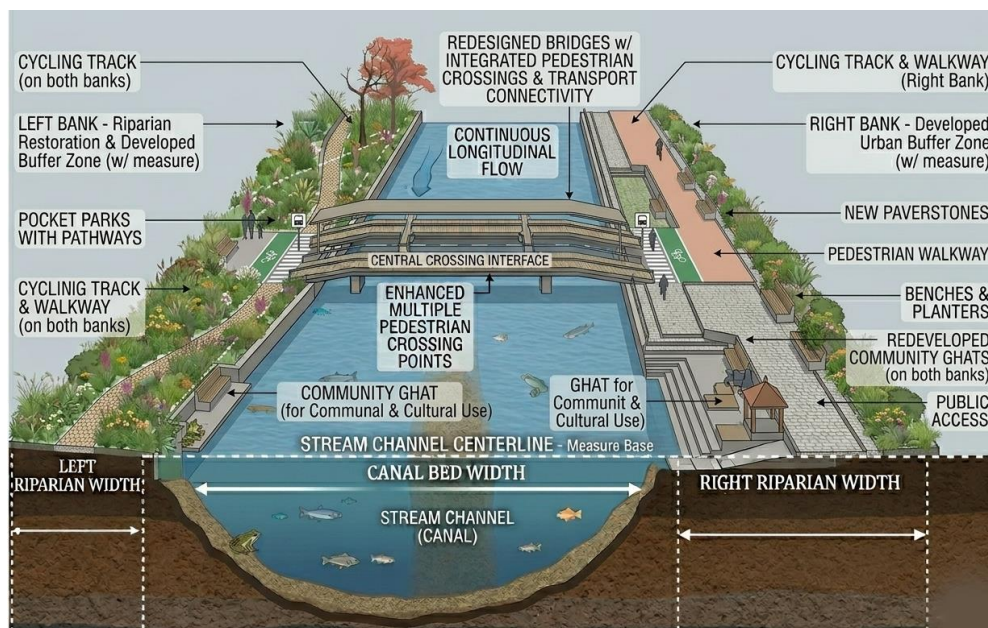 CYCLING TRACK
(on both banks)
LEFT BANK - Riparian
Restoration & Developed
Buffer Zone (w/ measure)
POCKET PARKS
WITH PATHWAYS
CYCLING TRACK
& WALKWAY
(on both banks)
REDESIGNED BRIDGES w/
INTEGRATED PEDESTRIAN
CROSSINGS & TRANSPORT
CONNECTIVITY
CONTINUOUS
LONGITUDINAL
FLOW
CENTRAL CROSSING INTERFACE
ENHANCED
MULTIPLE
PEDESTRIAN
CROSSING
POINTS
COMMUNITY GHAT
(for Communal & Cultural Use)
GHAT for
Communit &
Cultural Use)
CYCLING TRACK & WALKWAY
(Right Bank)
RIGHT BANK - Developed
Urban Buffer Zone
(w/ measure)
NEW PAVERSTONES
PEDESTRIAN WALKWAY
BENCHES &
PLANTERS
REDEVELOPED
COMMUNITY GHATS
(on both banks)
PUBLIC
ACCESS
STREAM CHANNEL CENTERLINE - Measure Base
LEFT
RIPARIAN WIDTH
CANAL BED WIDTH
RIGHT RIPARIAN WIDTH
STREAM CHANNEL
(CANAL)